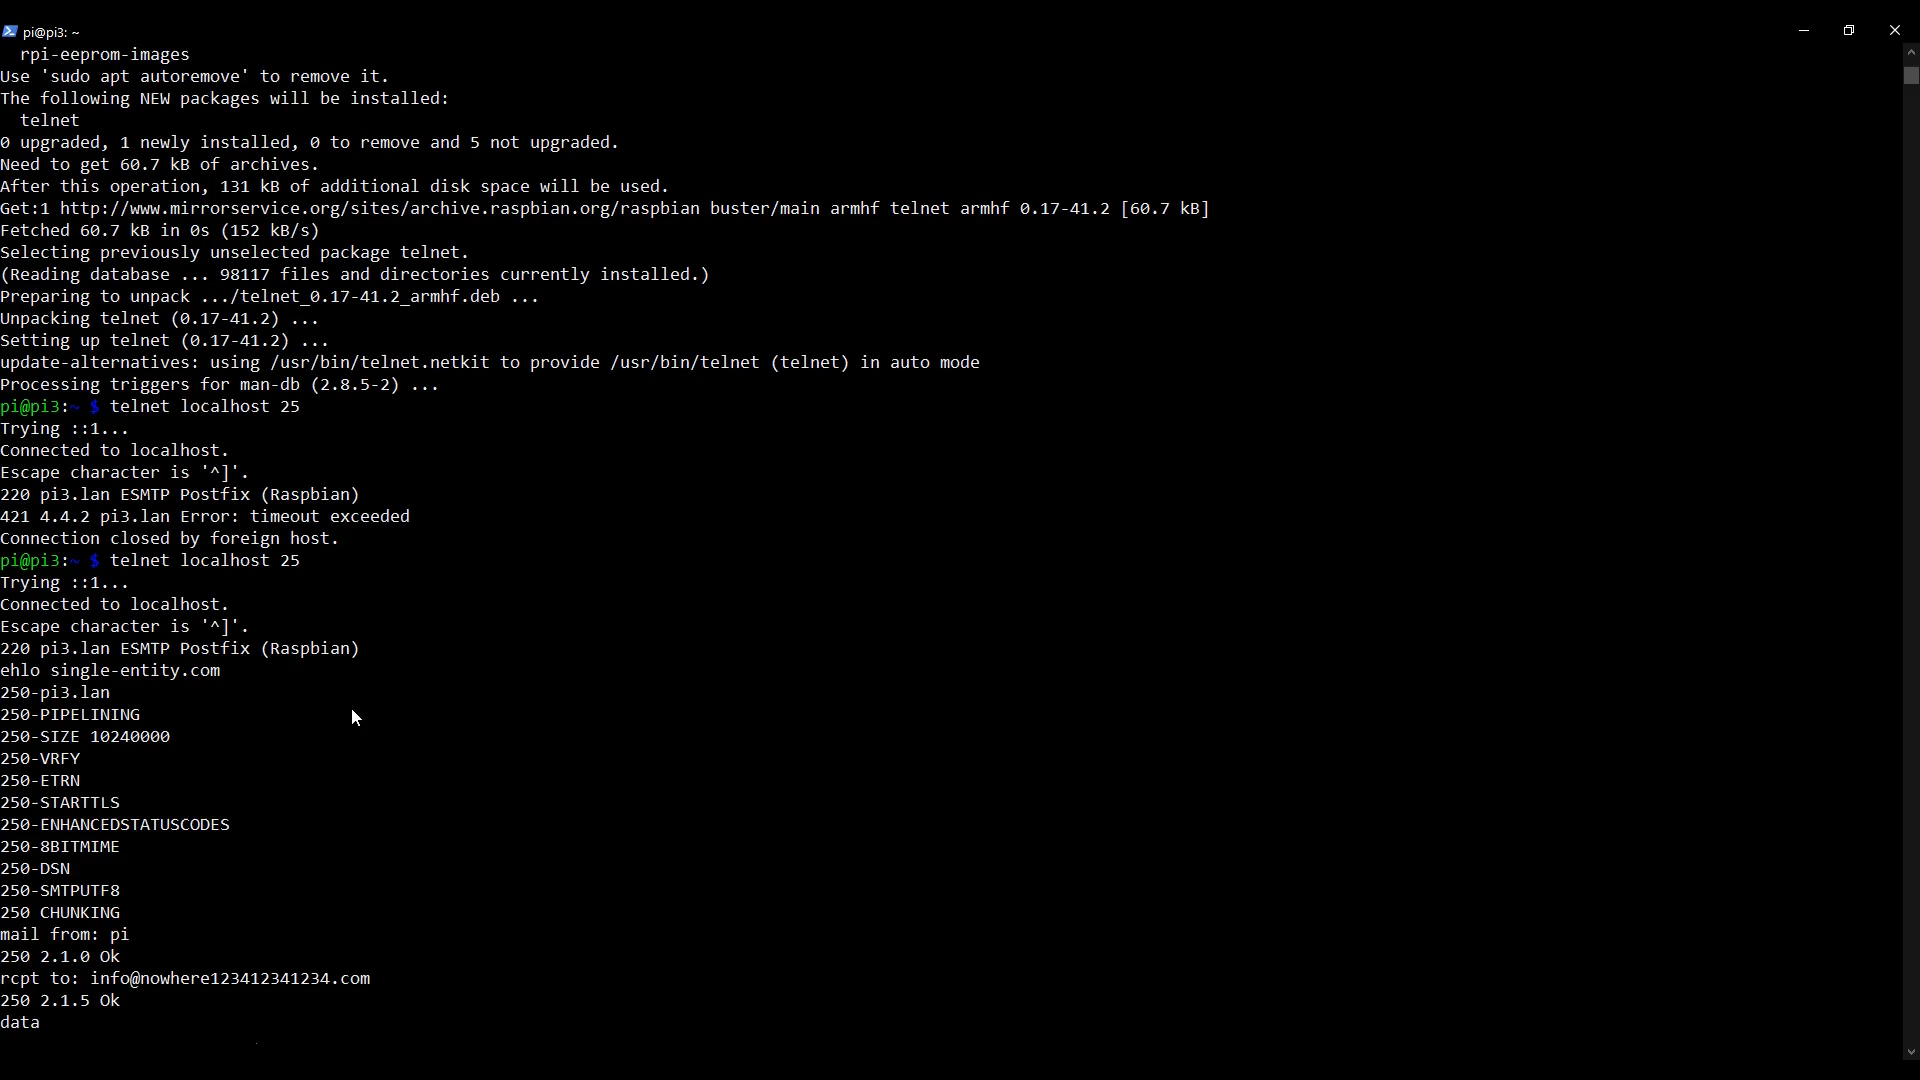 pi@pi3: ~
rpi-eeprom-images
Use 'sudo apt autoremove' to remove it.
The following NEW packages will be installed:
telnet
0 upgraded, 1 newly installed, 0 to remove and 5 not upgraded.
Need to get 60.7 kB of archives.
After this operation, 131 kB of additional disk space will be used.
Get:1 http://www.mirrorservice.org/sites/archive.raspbian.org/raspbian buster/main armhf telnet armhf 0.17-41.2 [60.7 kB]
Fetched 60.7 kB in 0s (152 kB/s)
Selecting previously unselected package telnet.
(Reading database ... 98117 files and directories currently installed.)
Preparing to unpack .../telnet_0.17-41.2_armhf.deb ...
Unpacking telnet (0.17-41.2) ...
Setting up telnet (0.17-41.2) ...
update-alternatives: using /usr/bin/telnet.netkit to provide /usr/bin/telnet (telnet) in auto mode
Processing triggers for man-db (2.8.5-2) ...
pi@pi3:~ $ telnet localhost 25
Trying ::1...
Connected to localhost.
Escape character is '^]'.
220 pi3.lan ESMTP Postfix (Raspbian)
421 4.4.2 pi3.lan Error: timeout exceeded
Connection closed by foreign host.
pi@pi3:~ $ telnet localhost 25
Trying ::1...
Connected to localhost.
Escape character is '^]'.
220 pi3.lan ESMTP Postfix (Raspbian)
ehlo single-entity.com
250-pi3.lan
250-PIPELINING
250-SIZE 10240000
250-VRFY
250-ETRN
250-STARTTLS
250-ENHANCEDSTATUSCODES
250-8BITMIME
250-DSN
250-SMTPUTF8
250 CHUNKING
mail from: pi
250 2.1.0 Ok
rcpt to: info@nowhere123412341234.com
250 2.1.5 Ok
data